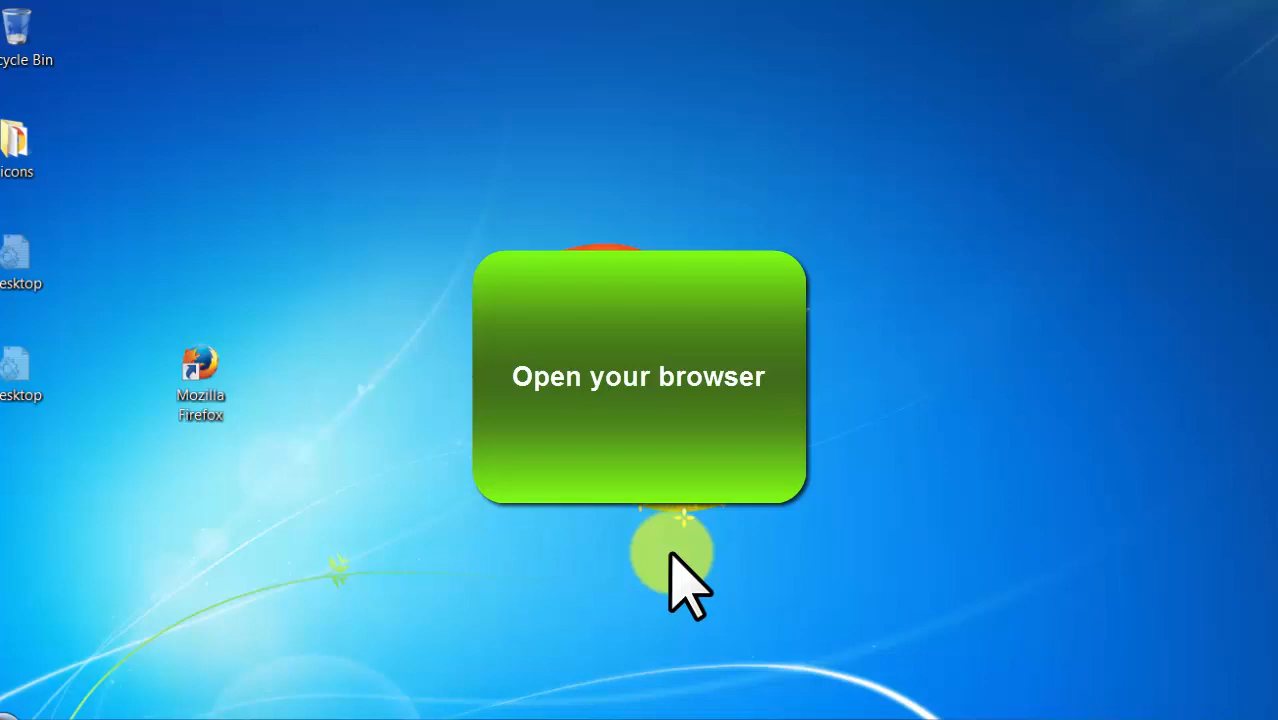 cycle Bin
icons
esktop
esktop
Mozilla
Firefox
Open your browser